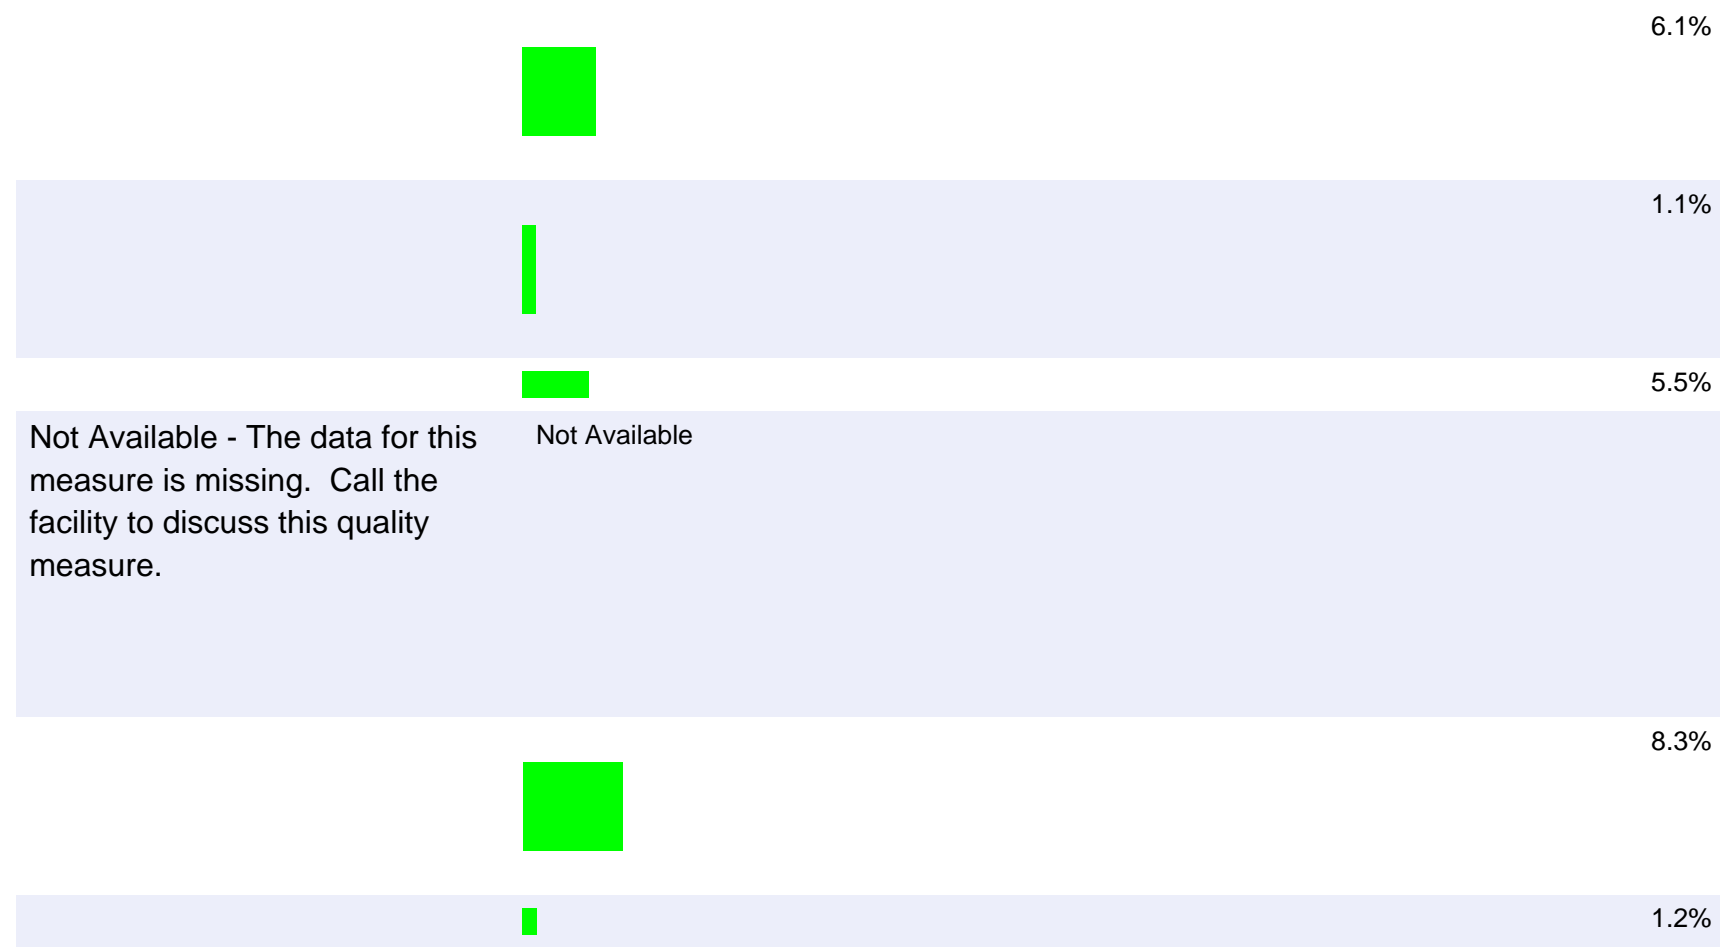 6.1%
1.1%
5.5%
Not Available - The data for this
measure is missing.  Call the
facility to discuss this quality
measure.
Not Available
8.3%
1.2%